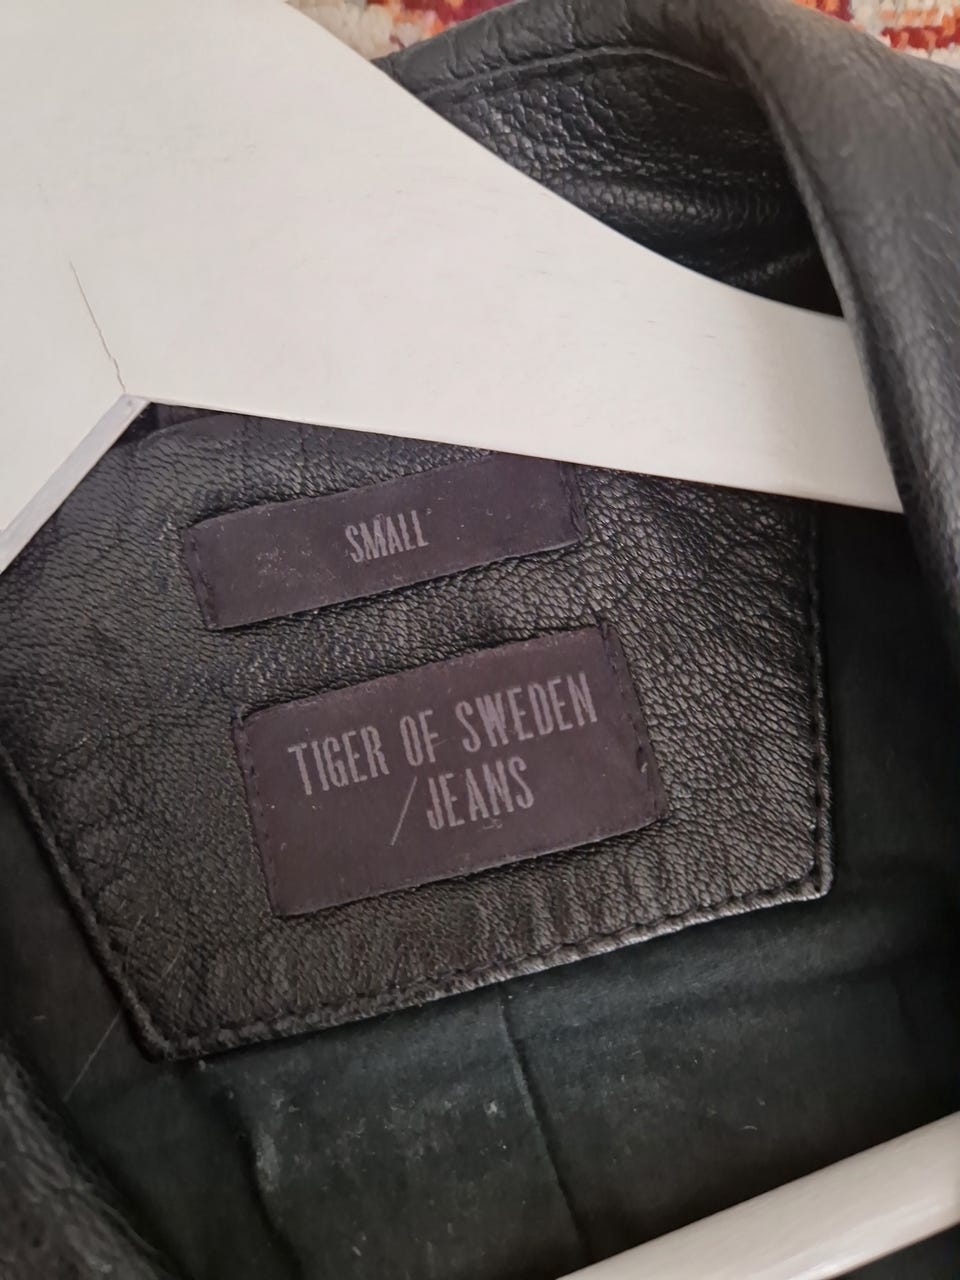 SMALL
TIGER OF SWEDEN
/JEANS